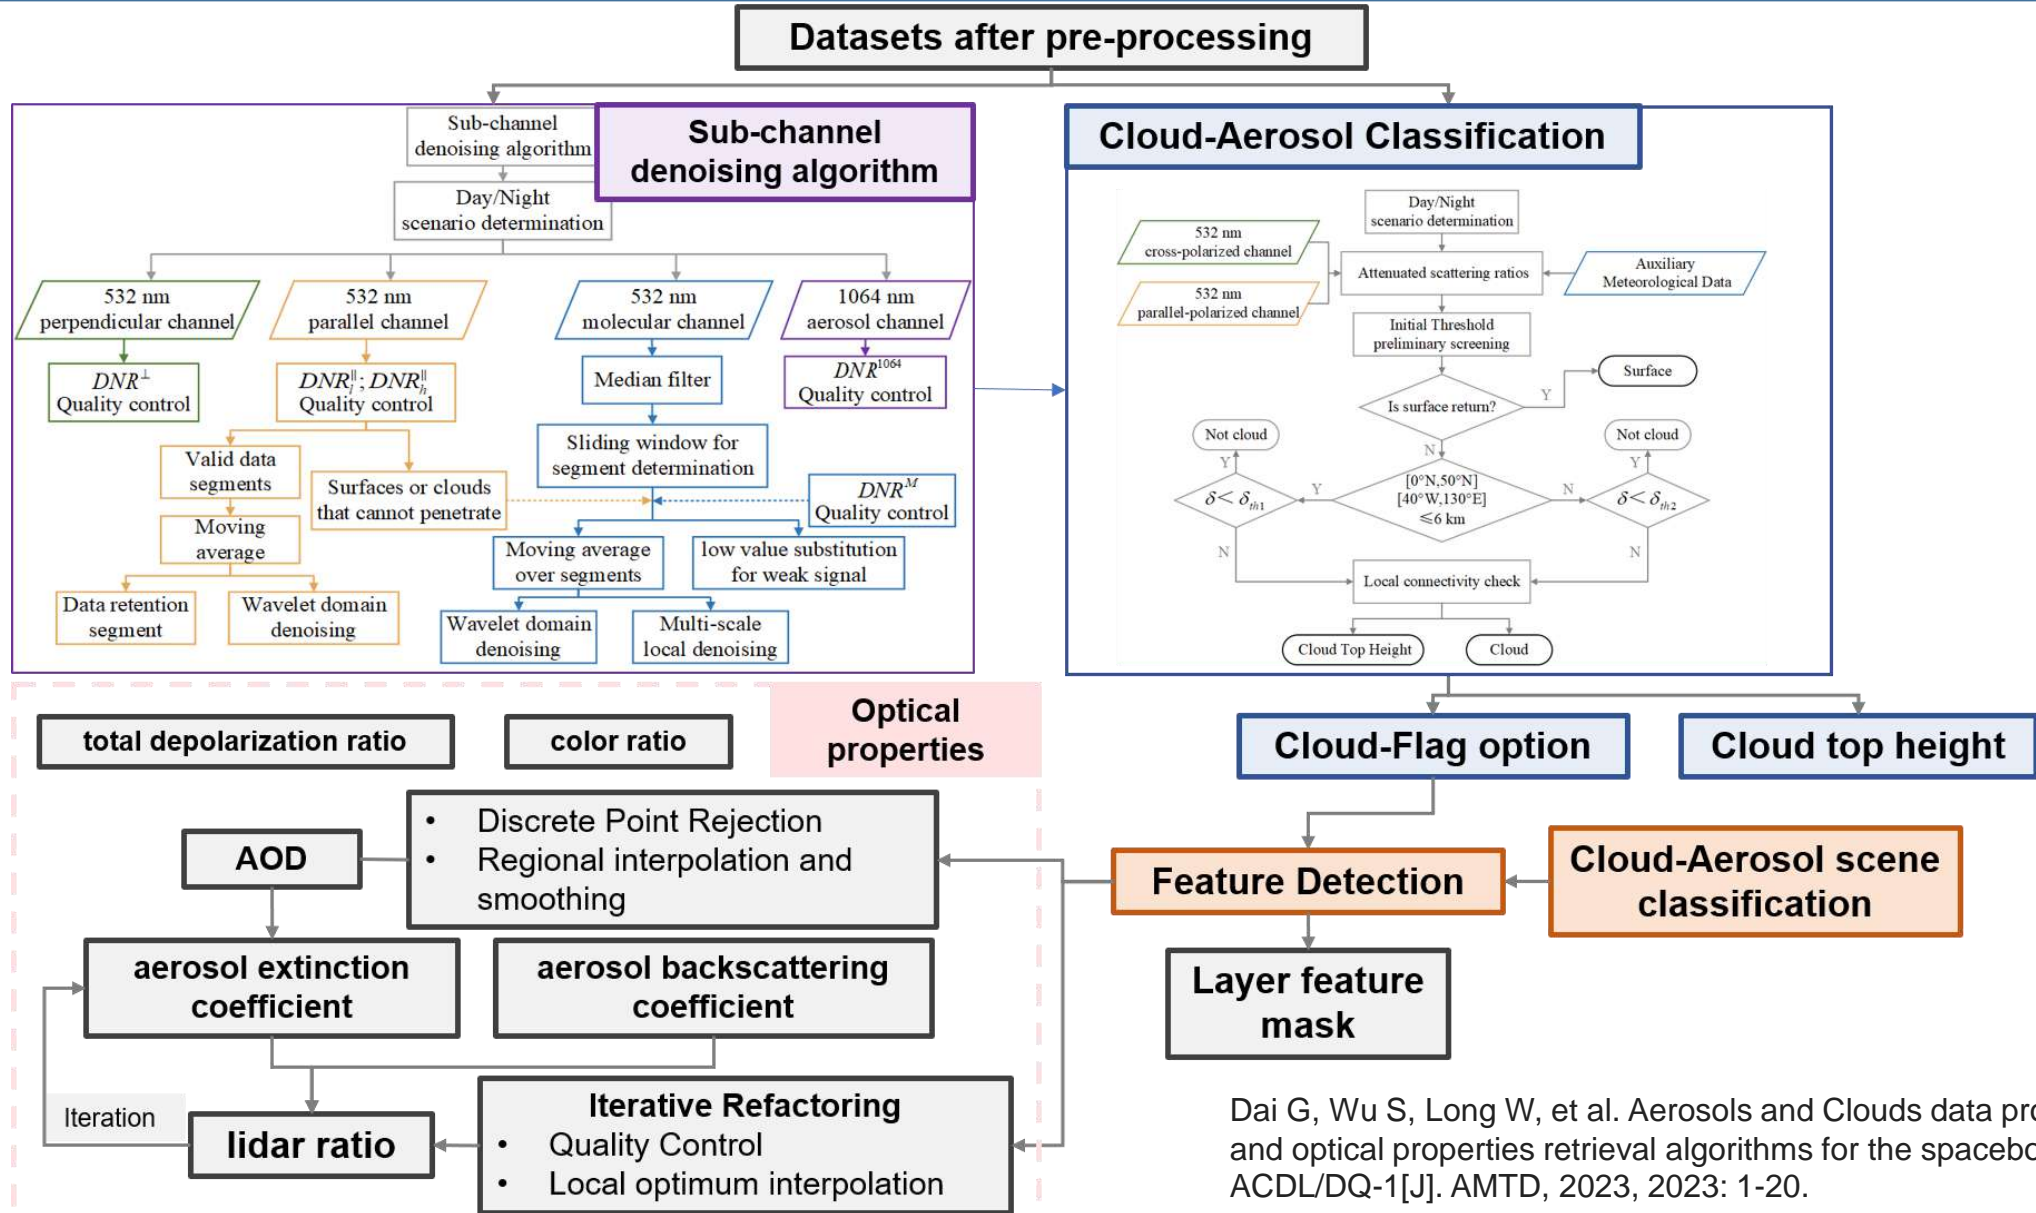 Datasets after pre-processing
Sub-channel
denoising algorithm
Sub-channel
denoising algorithm
Day/Night
scenario determination
532 nm
perpendicular channel
532 nm
parallel channel
532 nm
molecular channel
1064 nm
aerosol channel
DNR⊥
Quality control
DNRₗ‖; DNRₕ‖
Quality control
Median filter
DNR¹⁰⁶⁴
Quality control
Valid data
segments
Surfaces or clouds
that cannot penetrate
Sliding window for
segment determination
DNRᴹ
Quality control
Moving
average
Moving average
over segments
low value substitution
for weak signal
Data retention
segment
Wavelet domain
denoising
Wavelet domain
denoising
Multi-scale
local denoising
Cloud-Aerosol Classification
Day/Night
scenario determination
532 nm
cross-polarized channel
Attenuated scattering ratios
Auxiliary
Meteorological Data
532 nm
parallel-polarized channel
Initial Threshold
preliminary screening
Surface
Y
Is surface return?
Not cloud
Not cloud
N
Y
Y
[0°N,50°N]
[40°W,130°E]
≤6 km
Y
N
δ< δth1
δ< δth2
N
N
Local connectivity check
Cloud Top Height
Cloud
Optical
properties
total depolarization ratio
color ratio
Cloud-Flag option
Cloud top height
• Discrete Point Rejection
• Regional interpolation and
smoothing
AOD
Feature Detection
Cloud-Aerosol scene
classification
aerosol extinction
coefficient
aerosol backscattering
coefficient
Layer feature
mask
Iteration
lidar ratio
Iterative Refactoring
• Quality Control
• Local optimum interpolation
Dai G, Wu S, Long W, et al. Aerosols and Clouds data pro
and optical properties retrieval algorithms for the spacebo
ACDL/DQ-1[J]. AMTD, 2023, 2023: 1-20.